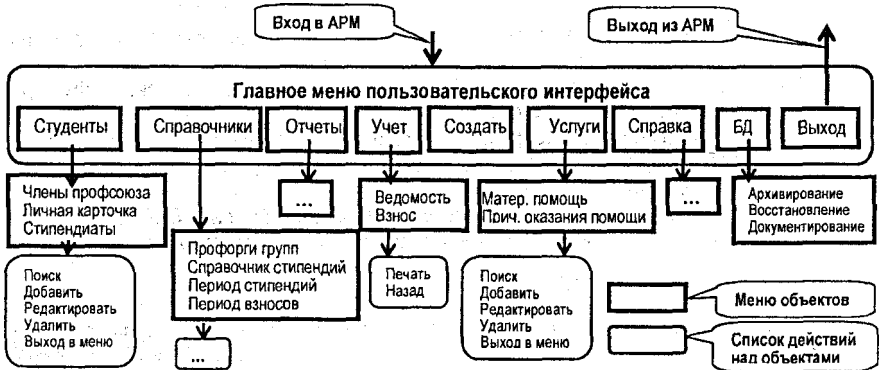 Вход в АРМ
Выход из АРМ
Главное меню пользовательского интерфейса
Студенты
Справочники
Отчеты
Учет
Создать
Услуги
Справка
БД
Выход
Члены профсоюза
Личная карточка
Стипендиаты
...
Ведомость
Взнос
Матер. помощь
Прич. оказания помощи
...
Архивирование
Восстановление
Документирование
Поиск
Добавить
Редактировать
Удалить
Выход в меню
Профорги групп
Справочник стипендий
Период стипендий
Период взносов
...
Печать
Назад
Поиск
Добавить
Редактировать
Удалить
Выход в меню
Меню объектов
Список действий
над объектами